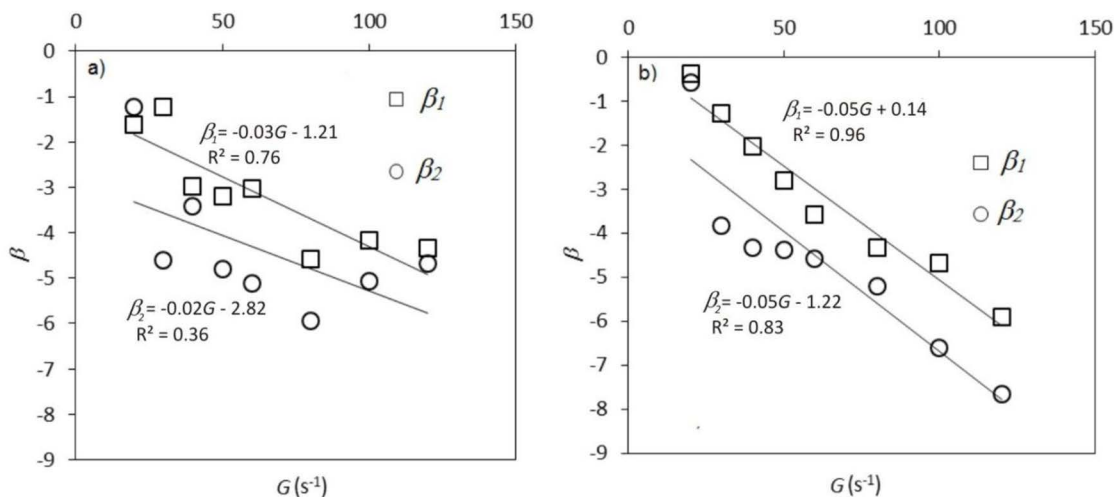 0 50 100 150
0
-1
-2
-3
-4
-5
-6
-7
-8
-9
a)
β1
β2
β1= -0.03G - 1.21
R² = 0.76
β2= -0.02G - 2.82
R² = 0.36
β
G (s⁻¹)
0 50 100 150
0
-1
-2
-3
-4
-5
-6
-7
-8
-9
b)
β1= -0.05G + 0.14
R² = 0.96
β1
β2
β2= -0.05G - 1.22
R² = 0.83
β
G (s⁻¹)